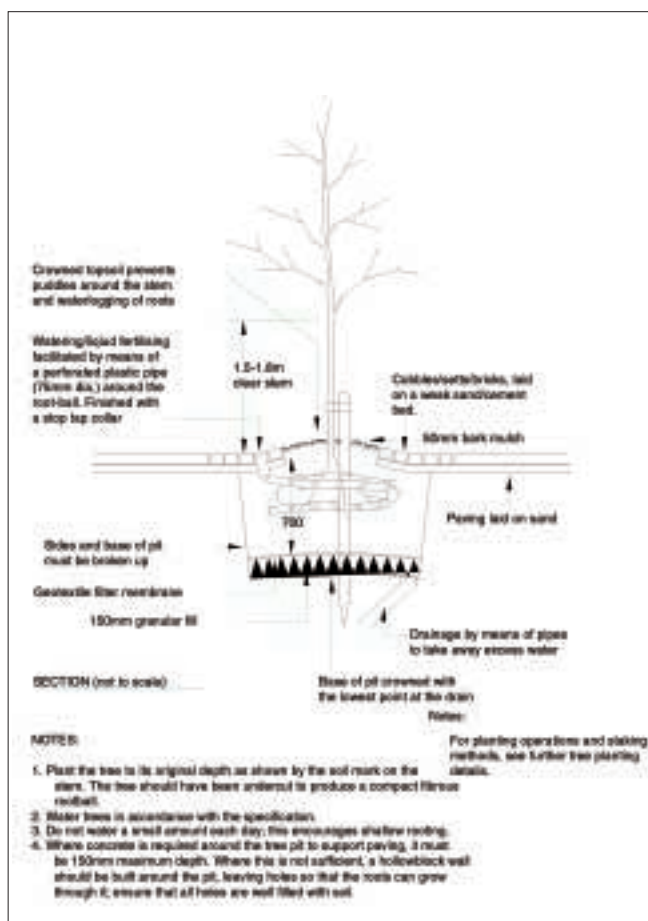 Crowned topsoil prevents
puddles around the stem
and waterlogging of roots
Watering/liquid fertilising
facilitated by means of
a perforated plastic pipe
(75mm dia.) around the
root-ball. Finished with
a stop tap collar
1.5-1.8m
clear stem
Cobbles/setts/bricks, laid
on a weak sand/cement
bed.
50mm bark mulch
Paving laid on sand
700
Sides and base of pit
must be broken up
Geotextile filter membrane
150mm granular fill
Drainage by means of pipes
to take away excess water
SECTION (not to scale)
Base of pit crowned with
the lowest point at the drain
Notes:
For planting operations and staking
methods, see further tree planting
details.
NOTES:
1. Plant the tree to its original depth as shown by the soil mark on the
stem. The tree should have been undercut to produce a compact fibrous
rootball.
2. Water trees in accordance with the specification.
3. Do not water a small amount each day; this encourages shallow rooting.
4. Where concrete is required around the tree pit to support paving, it must
be 150mm maximum depth. Where this is not sufficient, a hollowblock wall
should be built around the pit, leaving holes so that the roots can grow
through it; ensure that all holes are well filled with soil.